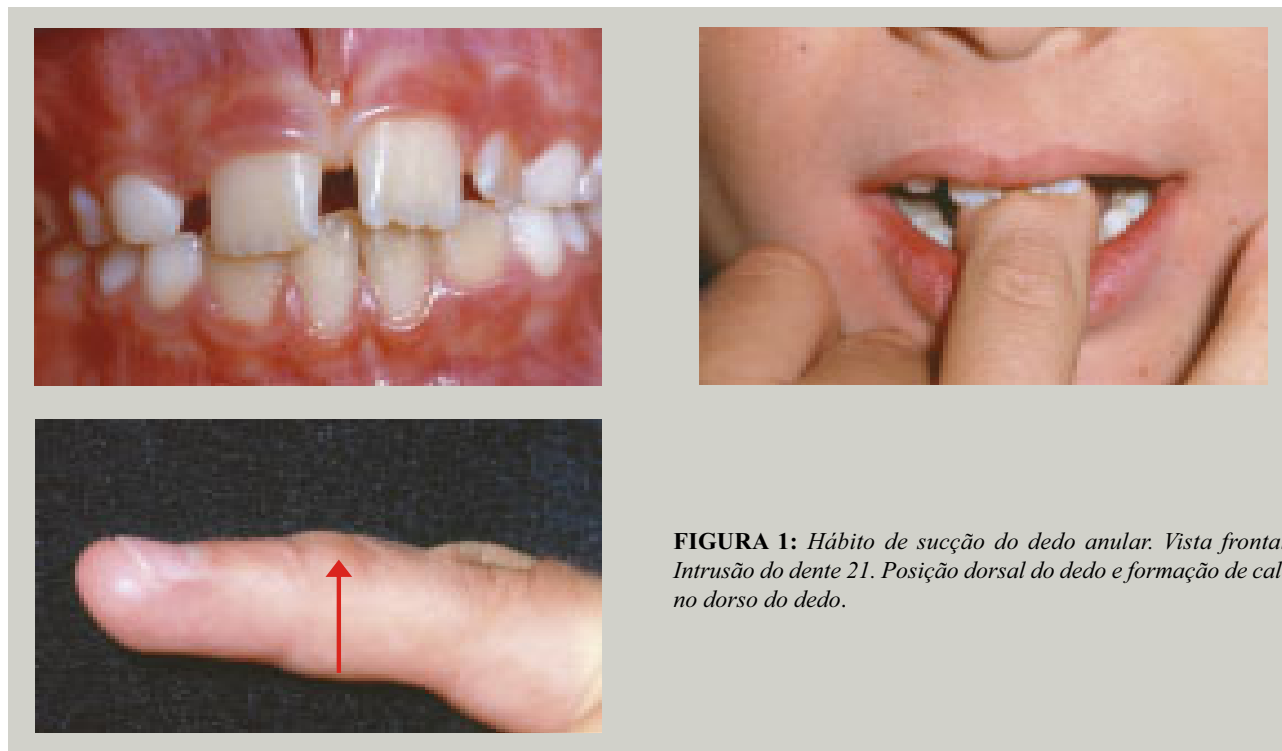 FIGURA 1: Hábito de sucção do dedo anular. Vista frontal
Intrusão do dente 21. Posição dorsal do dedo e formação de cal
no dorso do dedo.